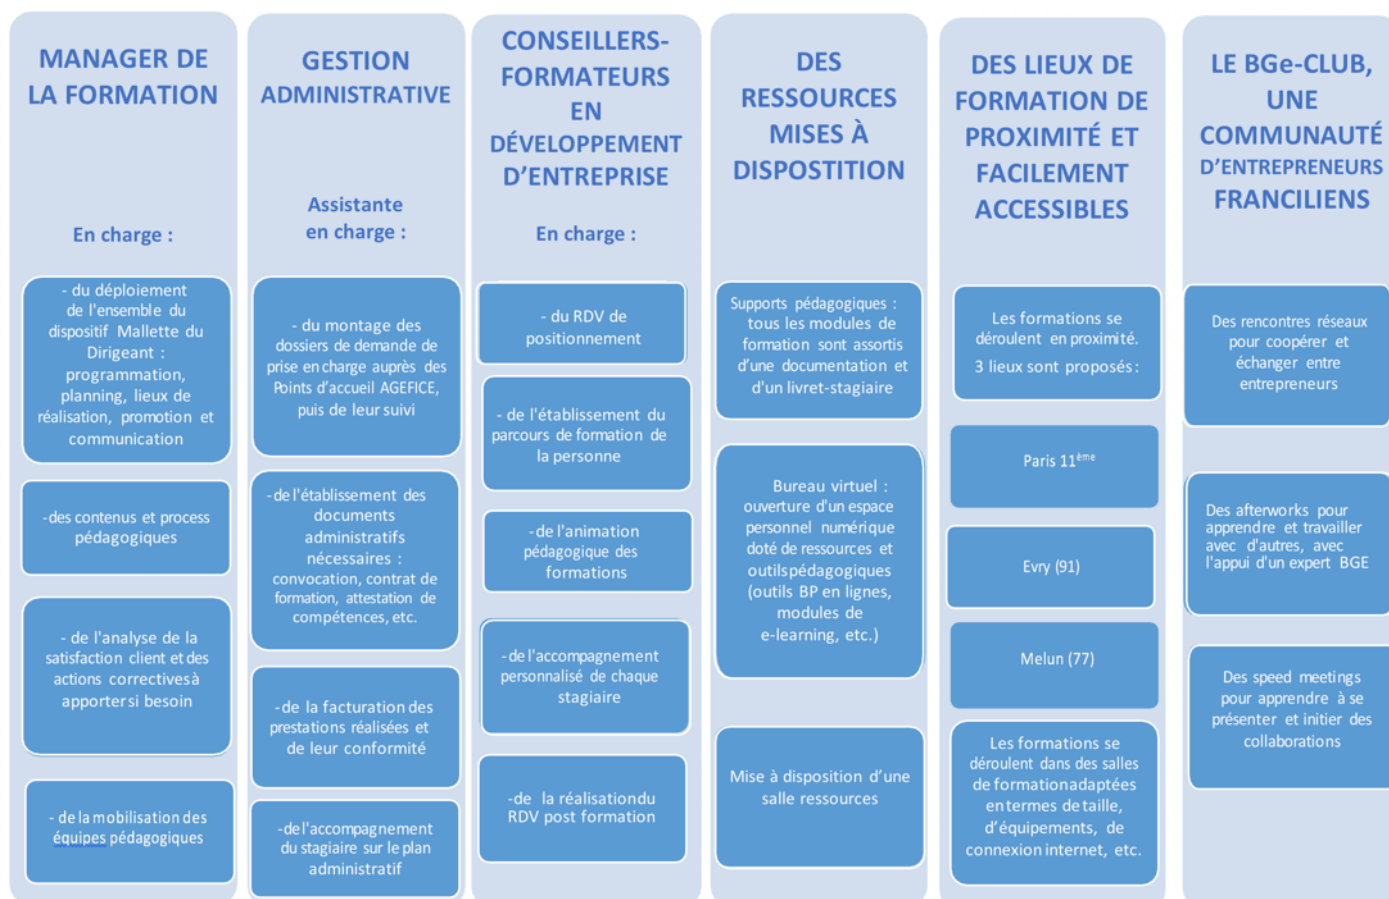 MANAGER DE
LA FORMATION
En charge :
- du déploiement
de l'ensemble du
dispositif Mallette du
Dirigeant :
programmation,
planning, lieux de
réalisation, promotion et
communication
-des contenus et process
pédagogiques
- de l'analyse de la
satisfaction client et des
actions correctives à
apporter si besoin
- de la mobilisation des
équipes pédagogiques
GESTION
ADMINISTRATIVE
Assistante
en charge :
- du montage des
dossiers de demande de
prise en charge auprès des
Points d'accueil AGEFICE,
puis de leur suivi
- de l'établissement des
documents
administratifs
nécessaires :
convocation, contrat de
formation, attestation de
compétences, etc.
-de la facturation des
prestations réalisées et
de leur conformité
-de l'accompagnement
du stagiaire sur le plan
administratif
CONSEILLERS-
FORMATEURS
EN
DÉVELOPPEMENT
D'ENTREPRISE
En charge :
- du RDV de
positionnement
- de l'établissement du
parcours de formation de
la personne
-de l'animation
pédagogique des
formations
-de l'accompagnement
personnalisé de chaque
stagiaire
-de la réalisation du
RDV post formation
DES
RESSOURCES
MISES À
DISPOSTITION
Supports pédagogiques :
tous les modules de
formation sont assortis
d'une documentation et
d'un livret-stagiaire
Bureau virtuel :
ouverture d'un espace
personnel numérique
doté de ressources et
outils pédagogiques
(outils BP en lignes,
modules de
e-learning, etc.)
Mise à disposition d'une
salle ressources
DES LIEUX DE
FORMATION DE
PROXIMITÉ ET
FACILEMENT
ACCESSIBLES
Les formations se
déroulent en proximité.
3 lieux sont proposés :
Paris 11ème
Evry (91)
Melun (77)
Les formations se
déroulent dans des salles
de formation adaptées
en termes de taille,
d'équipements, de
connexion internet, etc.
LE BGe-CLUB,
UNE
COMMUNAUTÉ
D'ENTREPRENEURS
FRANCILIENS
Des rencontres réseaux
pour coopérer et
échanger entre
entrepreneurs
Des afterworks pour
apprendre et travailler
avec d'autres, avec
l'appui d'un expert BGE
Des speed meetings
pour apprendre à se
présenter et initier des
collaborations